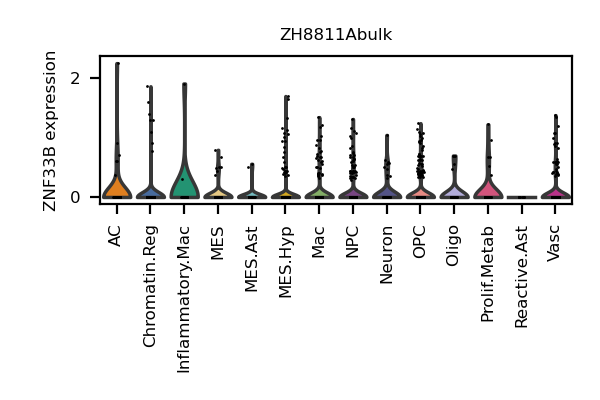 ZH8811Abulk
ZNF33B expression
2
0
AC
Chromatin.Reg
Inflammatory.Mac
MES
MES.Ast
MES.Hyp
Mac
NPC
Neuron
OPC
Oligo
Prolif.Metab
Reactive.Ast
Vasc